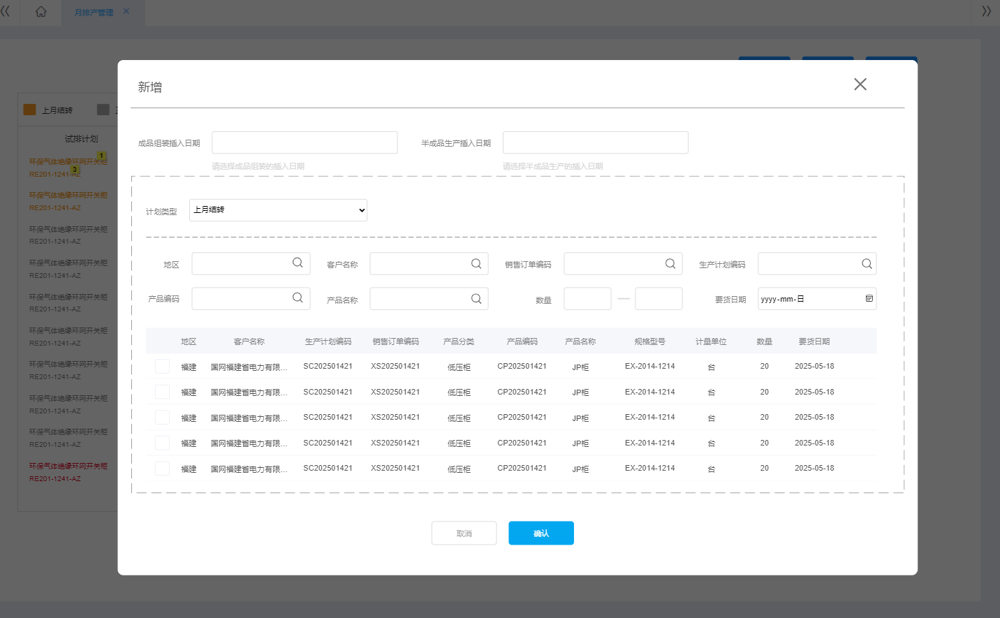 月排产管理
新增
上月结转
试排计划
1
环保气体绝缘环网开关柜
3
RE201-1241-AZ
环保气体绝缘环网开关柜
RE201-1241-AZ
环保气体绝缘环网开关柜
RE201-1241-AZ
环保气体绝缘环网开关柜
RE201-1241-AZ
环保气体绝缘环网开关柜
RE201-1241-AZ
环保气体绝缘环网开关柜
RE201-1241-AZ
环保气体绝缘环网开关柜
RE201-1241-AZ
环保气体绝缘环网开关柜
RE201-1241-AZ
环保气体绝缘环网开关柜
RE201-1241-AZ
环保气体绝缘环网开关柜
RE201-1241-AZ
成品组装插入日期 半成品生产插入日期
请选择成品组装的插入日期 请选择半成品生产的插入日期
计划类型 上月结转
地区 客户名称 销售订单编码 生产计划编码
产品编码 产品名称 数量 — 要货日期 yyyy-mm-日
地区 客户名称 生产计划编码 销售订单编码 产品分类 产品编码 产品名称 规格型号 计量单位 数量 要货日期
福建 国网福建省电力有限... SC202501421 XS202501421 低压柜 CP202501421 JP柜 EX-2014-1214 台 20 2025-05-18
福建 国网福建省电力有限... SC202501421 XS202501421 低压柜 CP202501421 JP柜 EX-2014-1214 台 20 2025-05-18
福建 国网福建省电力有限... SC202501421 XS202501421 低压柜 CP202501421 JP柜 EX-2014-1214 台 20 2025-05-18
福建 国网福建省电力有限... SC202501421 XS202501421 低压柜 CP202501421 JP柜 EX-2014-1214 台 20 2025-05-18
福建 国网福建省电力有限... SC202501421 XS202501421 低压柜 CP202501421 JP柜 EX-2014-1214 台 20 2025-05-18
取消 确认